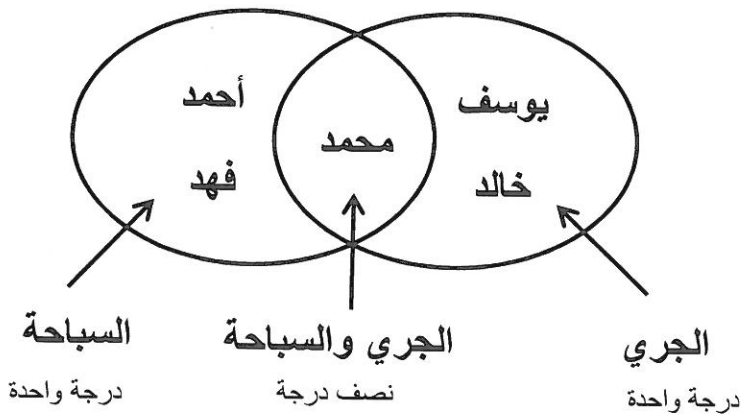 يوسف
أحمد
محمد
خالد
فهد
الجري
الجري والسباحة
السباحة
درجة واحدة
نصف درجة
درجة واحدة